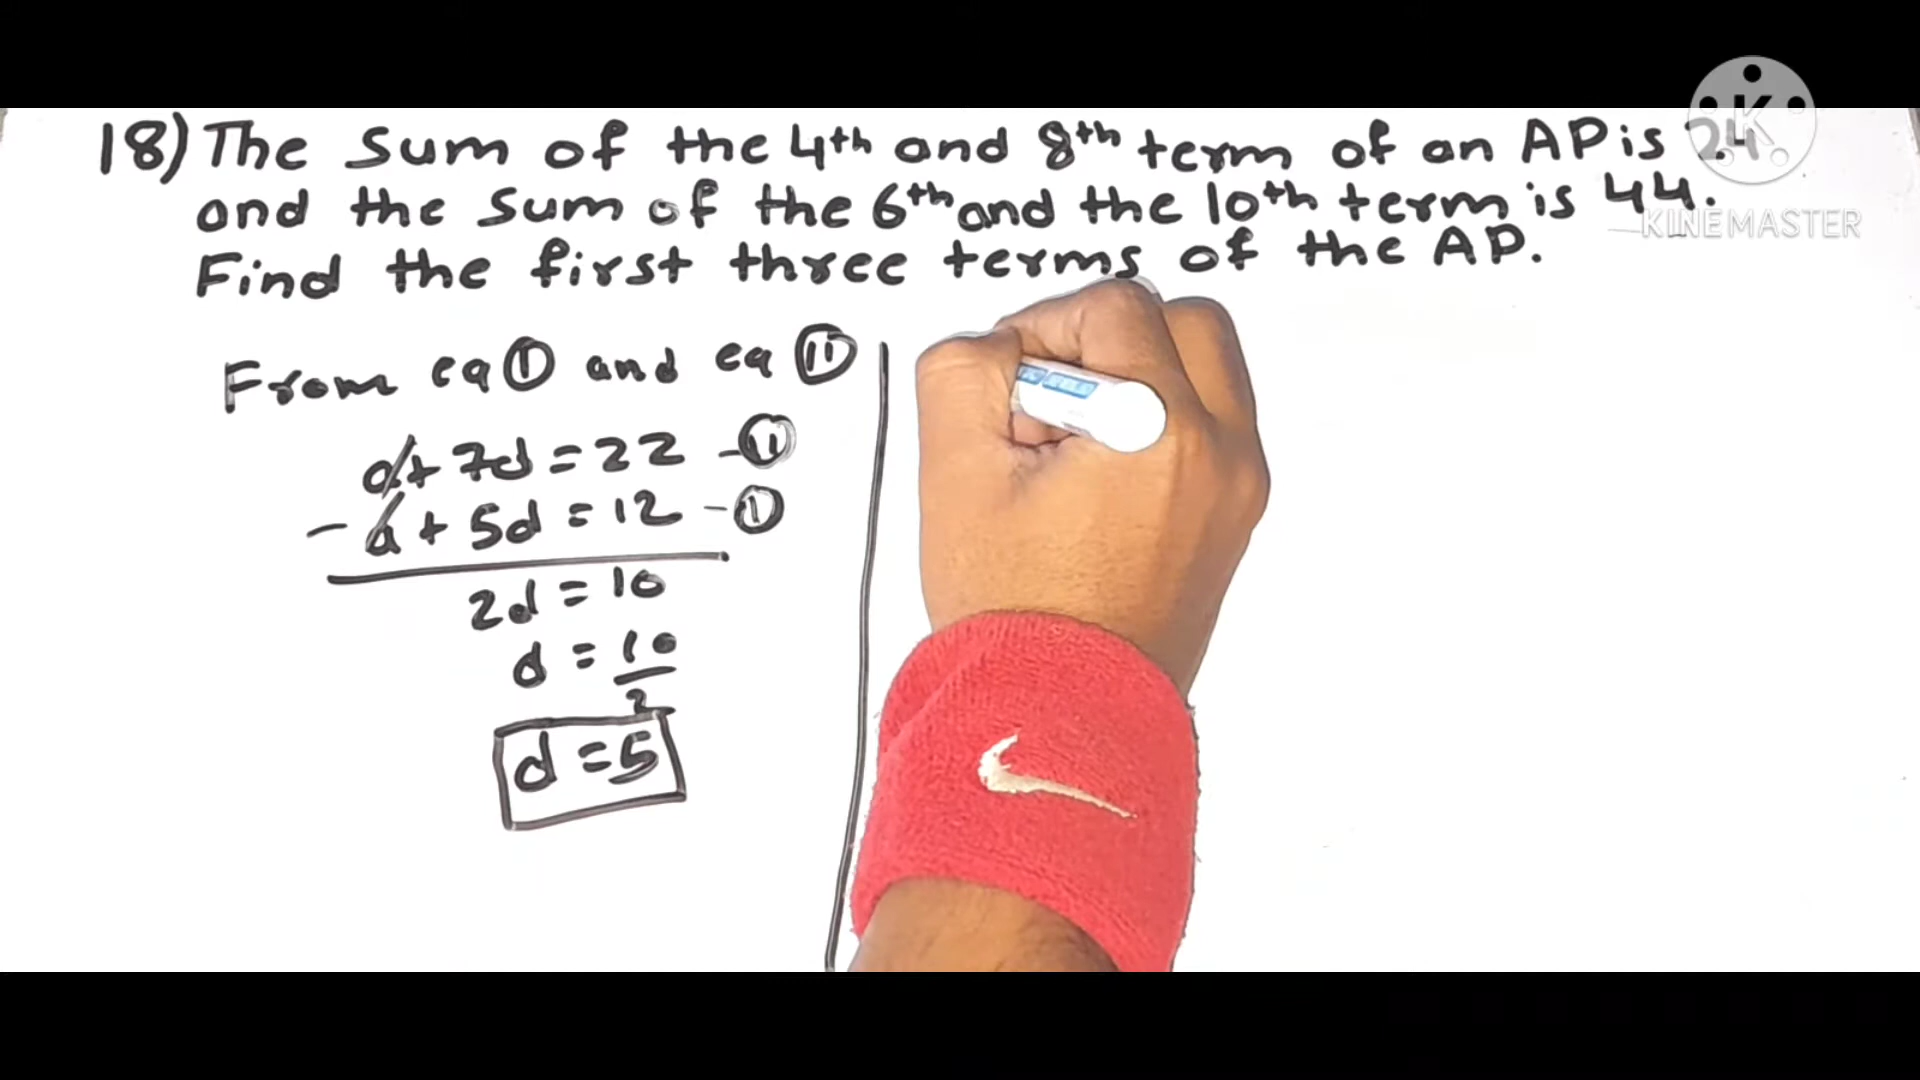 18) The sum of the 4th and 8th term of an AP is 24
and the sum of the 6th and the 10th term is 44.
Find the first three terms of the AP.
K
KINEMASTER
From eq ① and eq ⑪
a + 7d = 22 - ⑪
- a + 5d = 12 - ①
2d = 10
d = 10/2
d = 5